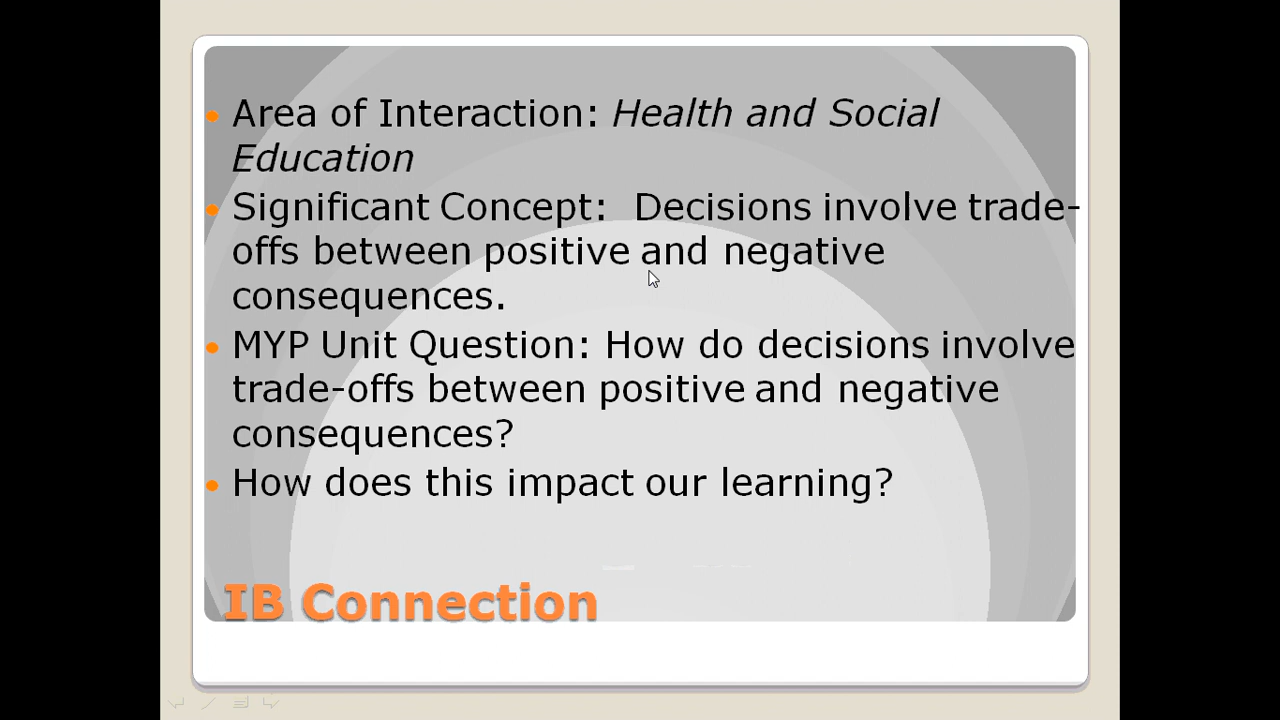 Area of Interaction: Health and Social
Education
Significant Concept: Decisions involve trade-
offs between positive and negative
consequences.
MYP Unit Question: How do decisions involve
trade-offs between positive and negative
consequences?
How does this impact our learning?
IB Connection